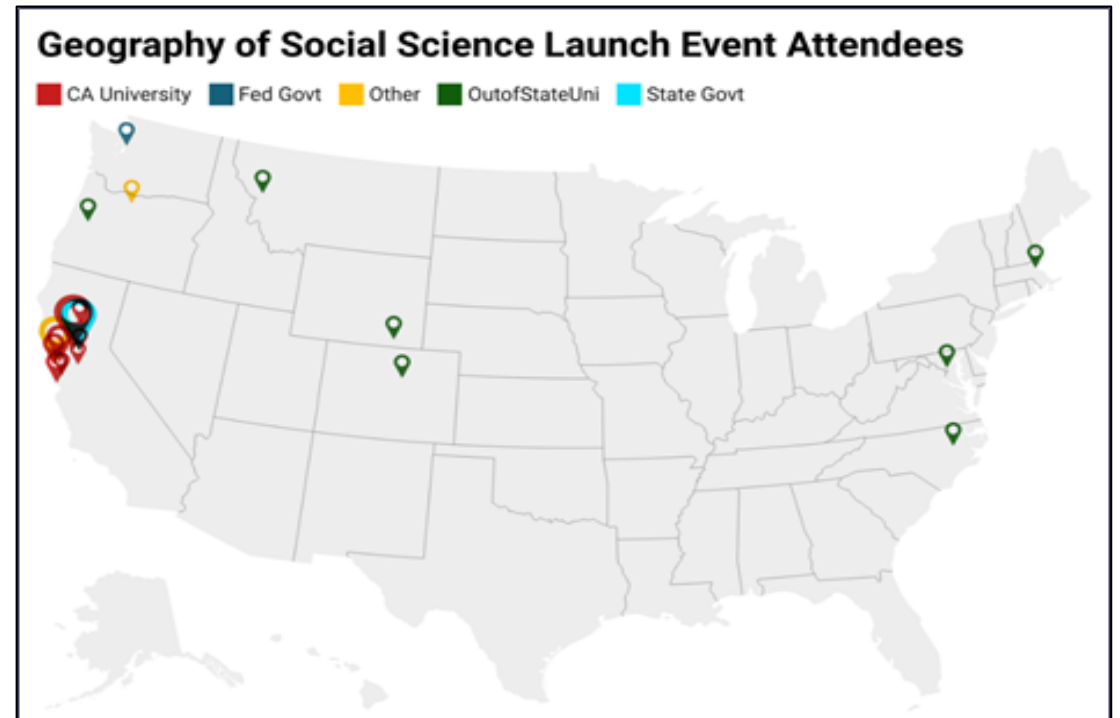 Geography of Social Science Launch Event Attendees
CA University Fed Govt Other OutofStateUni State Govt